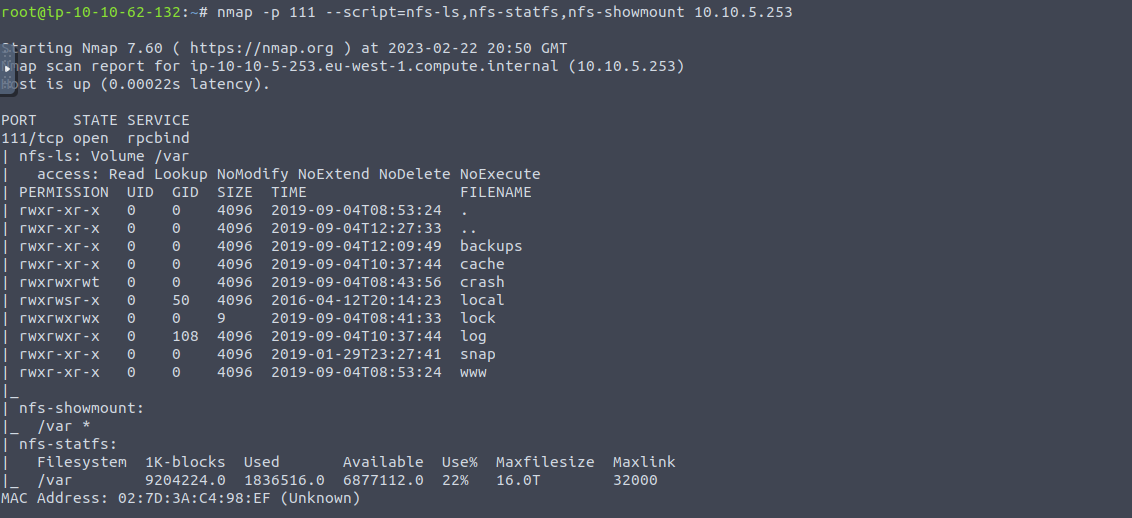 root@ip-10-10-62-132:~# nmap -p 111 --script=nfs-ls,nfs-statfs,nfs-showmount 10.10.5.253
Starting Nmap 7.60 ( https://nmap.org ) at 2023-02-22 20:50 GMT
map scan report for ip-10-10-5-253.eu-west-1.compute.internal (10.10.5.253)
Host is up (0.00022s latency).
PORT    STATE SERVICE
111/tcp open  rpcbind
| nfs-ls: Volume /var
|   access: Read Lookup NoModify NoExtend NoDelete NoExecute
| PERMISSION  UID  GID  SIZE  TIME                 FILENAME
| rwxr-xr-x   0    0    4096  2019-09-04T08:53:24  .
| rwxr-xr-x   0    0    4096  2019-09-04T12:27:33  ..
| rwxr-xr-x   0    0    4096  2019-09-04T12:09:49  backups
| rwxr-xr-x   0    0    4096  2019-09-04T10:37:44  cache
| rwxrwxrwt   0    0    4096  2019-09-04T08:43:56  crash
| rwxrwsr-x   0    50   4096  2016-04-12T20:14:23  local
| rwxrwxrwx   0    0    9     2019-09-04T08:41:33  lock
| rwxrwxr-x   0    108  4096  2019-09-04T10:37:44  log
| rwxr-xr-x   0    0    4096  2019-01-29T23:27:41  snap
| rwxr-xr-x   0    0    4096  2019-09-04T08:53:24  www
|_
| nfs-showmount:
|_  /var *
| nfs-statfs:
|   Filesystem  1K-blocks  Used       Available  Use%  Maxfilesize  Maxlink
|_  /var        9204224.0  1836516.0  6877112.0  22%   16.0T        32000
MAC Address: 02:7D:3A:C4:98:EF (Unknown)